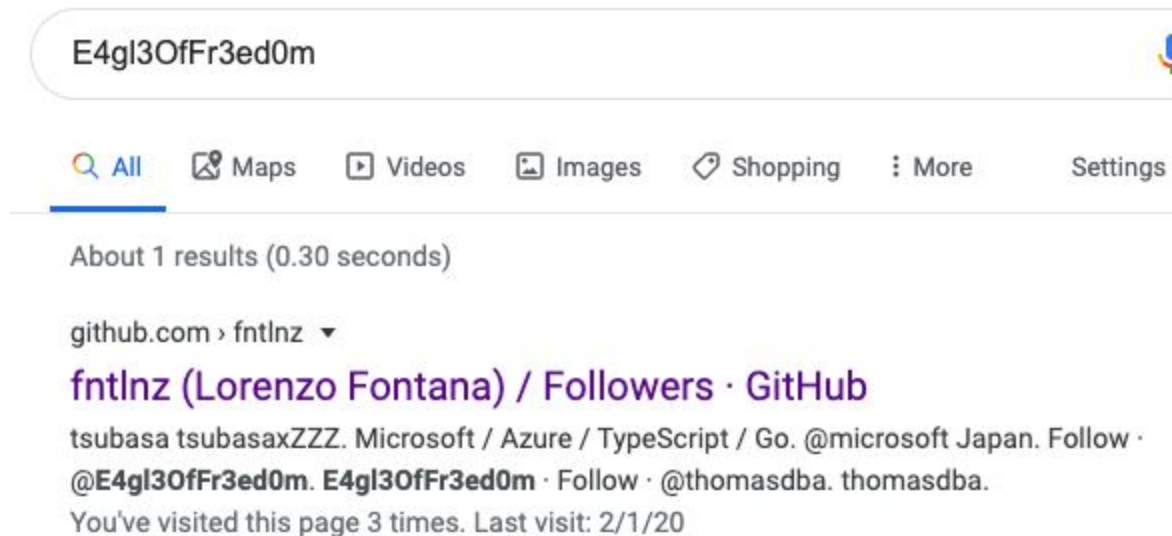 E4gl3OfFr3ed0m
All Maps Videos Images Shopping More Settings
About 1 results (0.30 seconds)
github.com › fntlnz
fntlnz (Lorenzo Fontana) / Followers · GitHub
tsubasa tsubasaxZZZ. Microsoft / Azure / TypeScript / Go. @microsoft Japan. Follow ·
@E4gl3OfFr3ed0m. E4gl3OfFr3ed0m · Follow · @thomasdba. thomasdba.
You've visited this page 3 times. Last visit: 2/1/20